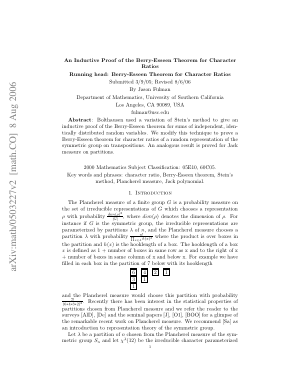 An Inductive Proof of the Berry-Esseen Theorem for Character
Ratios
Running head: Berry-Esseen Theorem for Character Ratios
Submitted 3/9/05, Revised 8/6/06
By Jason Fulman
Department of Mathematics, University of Southern California
Los Angeles, CA 90089, USA
fulman@usc.edu
Abstract: Bolthausen used a variation of Stein's method to give an
inductive proof of the Berry-Esseen theorem for sums of independent, iden-
tically distributed random variables. We modify this technique to prove a
Berry-Esseen theorem for character ratios of a random representation of the
symmetric group on transpositions. An analogous result is proved for Jack
measure on partitions.
2000 Mathematics Subject Classification: 05E10, 60C05.
Key words and phrases: character ratio, Berry-Esseen theorem, Stein's
method, Plancherel measure, Jack polynomial.
1. Introduction
The Plancherel measure of a finite group G is a probability measure on
the set of irreducible representations of G which chooses a representation
ρ with probability where dim(ρ) denotes the dimension of ρ. For
instance if G is the symmetric group, the irreducible representations are
parameterized by partitions λ of n, and the Plancherel measure chooses a
partition λ with probability where the product is over boxes in
the partition and h(x) is the hooklength of a box. The hooklength of a box
x is defined as 1 + number of boxes in same row as x and to the right of x
+ number of boxes in same column of x and below x. For example we have
filled in each box in the partition of 7 below with its hooklength
and the Plancherel measure would choose this partition with probability
Recently there has been interest in the statistical properties of
partitions chosen from Plancherel measure and we refer the reader to the
surveys [AD], [De] and the seminal papers [J], [O1], [BOO] for a glimpse of
the remarkable recent work on Plancherel measure. We recommend [Sa] as
an introduction to representation theory of the symmetric group.
Let λ be a partition of n chosen from the Plancherel measure of the
symmetric group Sn and let χλ(12) be the irreducible character parameterized
1
arXiv:math/0503227v2 [math.CO] 8 Aug 2006